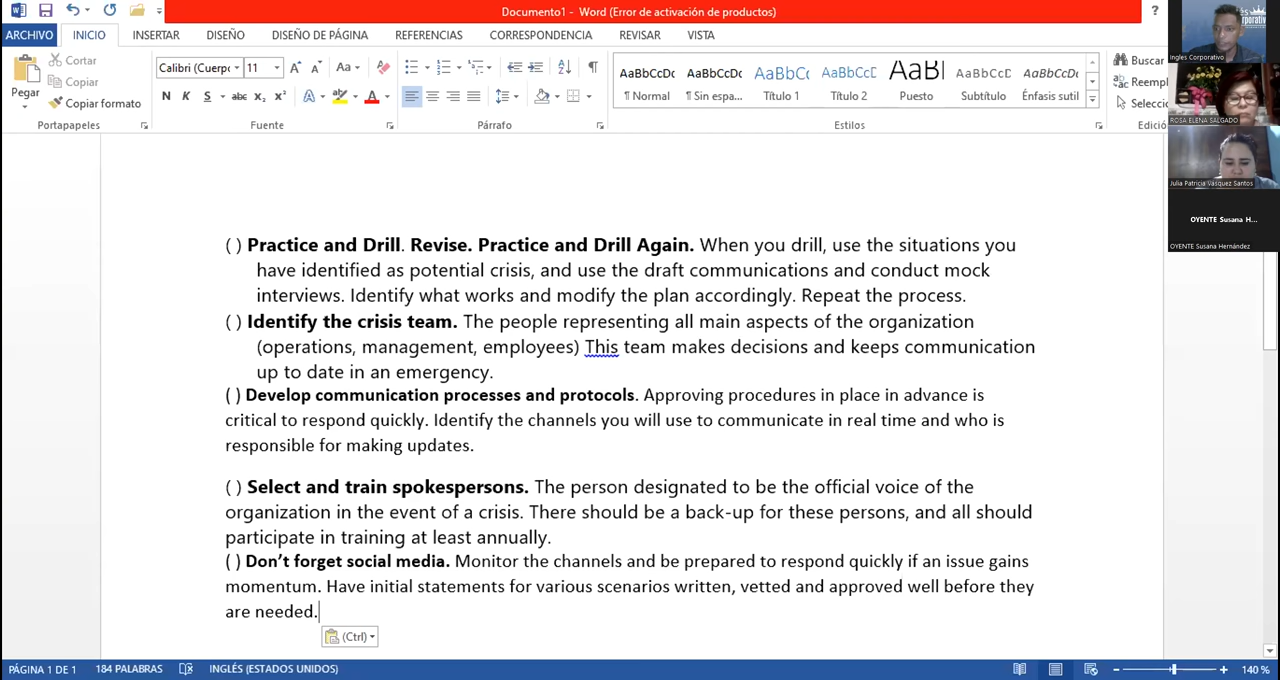 Documento1 - Word (Error de activación de productos)
?
ARCHIVO INICIO INSERTAR DISEÑO DISEÑO DE PÁGINA REFERENCIAS CORRESPONDENCIA REVISAR VISTA
Pegar
Cortar
Copiar
Copiar formato
Portapapeles
Calibri (Cuerpo 11
N K S abc x₂ x²
Fuente
Párrafo
AaBbCcDc AaBbCcDc AaBbCc AaBbCcC AaBl AaBbCcD AaBbCcDc
¶ Normal ¶ Sin espa... Título 1 Título 2 Puesto Subtítulo Énfasis sutil
Estilos
Buscar
Reempl
Selecci
Edició
Ingles Corporativo
ROSA ELENA SALGADO
Julia Patricia Vásquez Santos
OYENTE Susana H...
OYENTE Susana Hernández
( ) Practice and Drill. Revise. Practice and Drill Again. When you drill, use the situations you
have identified as potential crisis, and use the draft communications and conduct mock
interviews. Identify what works and modify the plan accordingly. Repeat the process.
( ) Identify the crisis team. The people representing all main aspects of the organization
(operations, management, employees) This team makes decisions and keeps communication
up to date in an emergency.
( ) Develop communication processes and protocols. Approving procedures in place in advance is
critical to respond quickly. Identify the channels you will use to communicate in real time and who is
responsible for making updates.
( ) Select and train spokespersons. The person designated to be the official voice of the
organization in the event of a crisis. There should be a back-up for these persons, and all should
participate in training at least annually.
( ) Don’t forget social media. Monitor the channels and be prepared to respond quickly if an issue gains
momentum. Have initial statements for various scenarios written, vetted and approved well before they
are needed.
(Ctrl)
PÁGINA 1 DE 1 184 PALABRAS INGLÉS (ESTADOS UNIDOS) 140 %